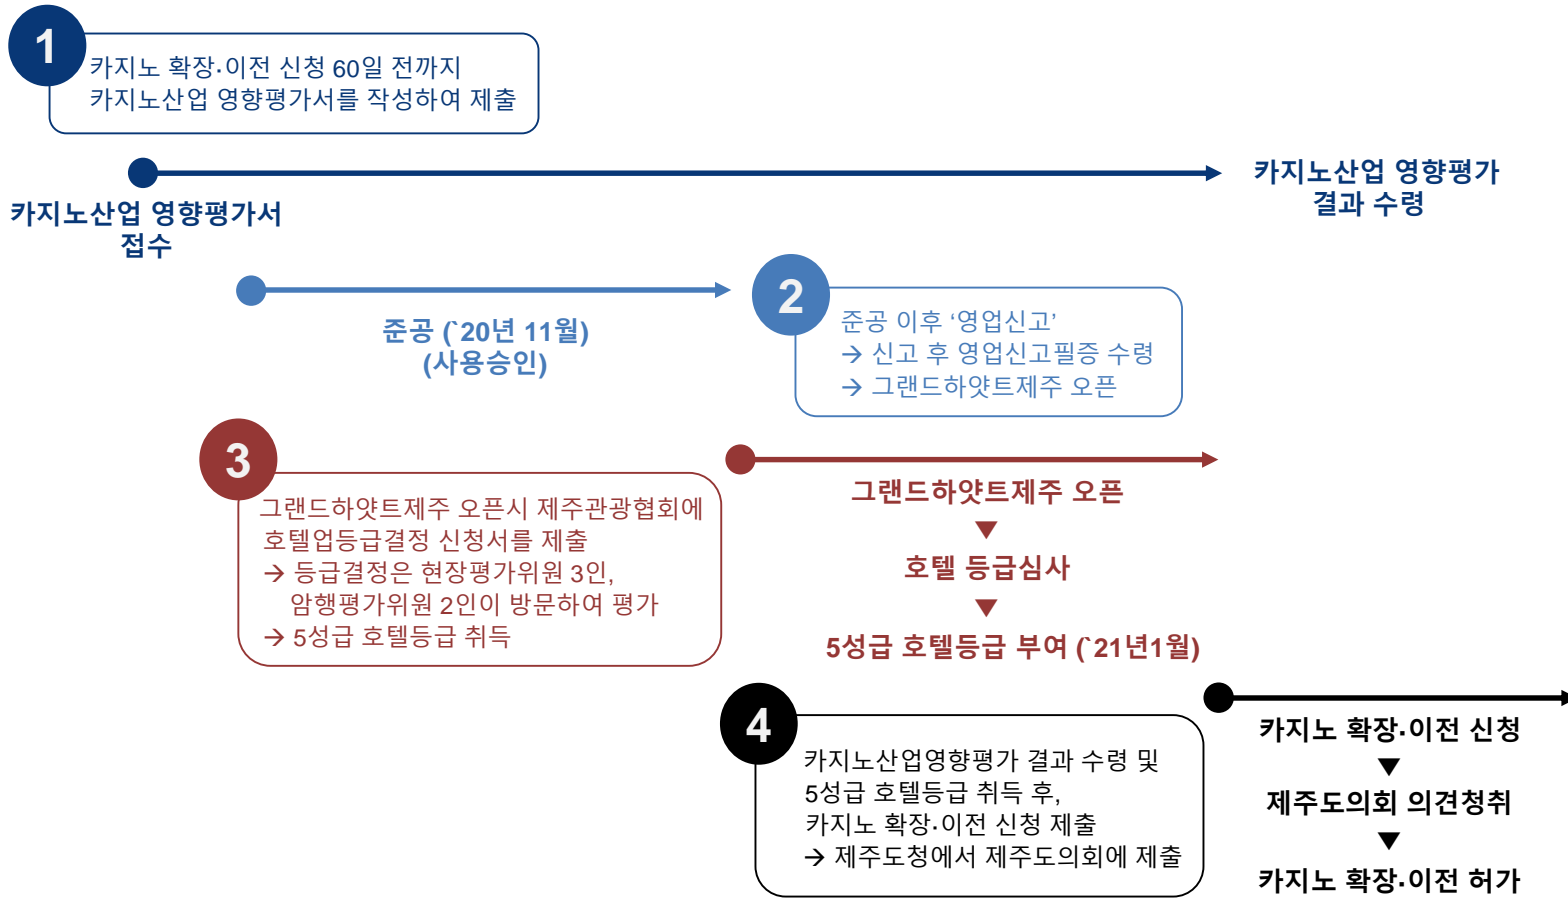 1
카지노 확장·이전 신청 60일 전까지
카지노산업 영향평가서를 작성하여 제출
카지노산업 영향평가서
접수
카지노산업 영향평가
결과 수령
준공 (`20년 11월)
(사용승인)
2
준공 이후 ‘영업신고’
→ 신고 후 영업신고필증 수령
→ 그랜드하얏트제주 오픈
3
그랜드하얏트제주 오픈시 제주관광협회에
호텔업등급결정 신청서를 제출
→ 등급결정은 현장평가위원 3인,
암행평가위원 2인이 방문하여 평가
→ 5성급 호텔등급 취득
그랜드하얏트제주 오픈
▼
호텔 등급심사
▼
5성급 호텔등급 부여 (`21년1월)
4
카지노산업영향평가 결과 수령 및
5성급 호텔등급 취득 후,
카지노 확장·이전 신청 제출
→ 제주도청에서 제주도의회에 제출
카지노 확장·이전 신청
▼
제주도의회 의견청취
▼
카지노 확장·이전 허가